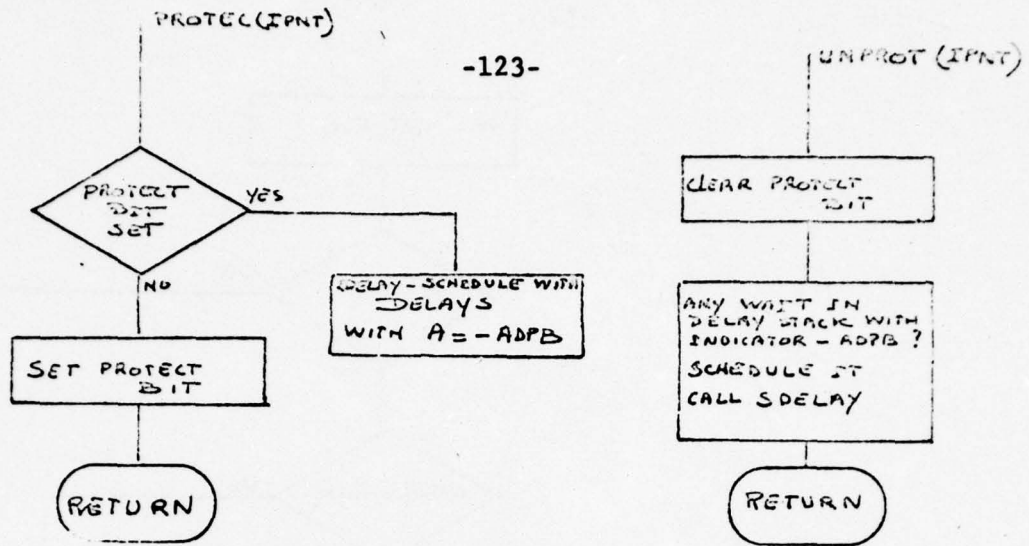 PROTEC(IPNT)
-123-
UNPROT (IPNT)
PROTECT
BIT
SET
YES
NO
DELAY-SCHEDULE WITH
DELAYS
WITH A = -ADPB
SET PROTECT
BIT
RETURN
CLEAR PROTECT
BIT
ANY WAIT IN
DELAY STACK WITH
INDICATOR - ADPB ?
SCHEDULE IT
CALL SDELAY
RETURN